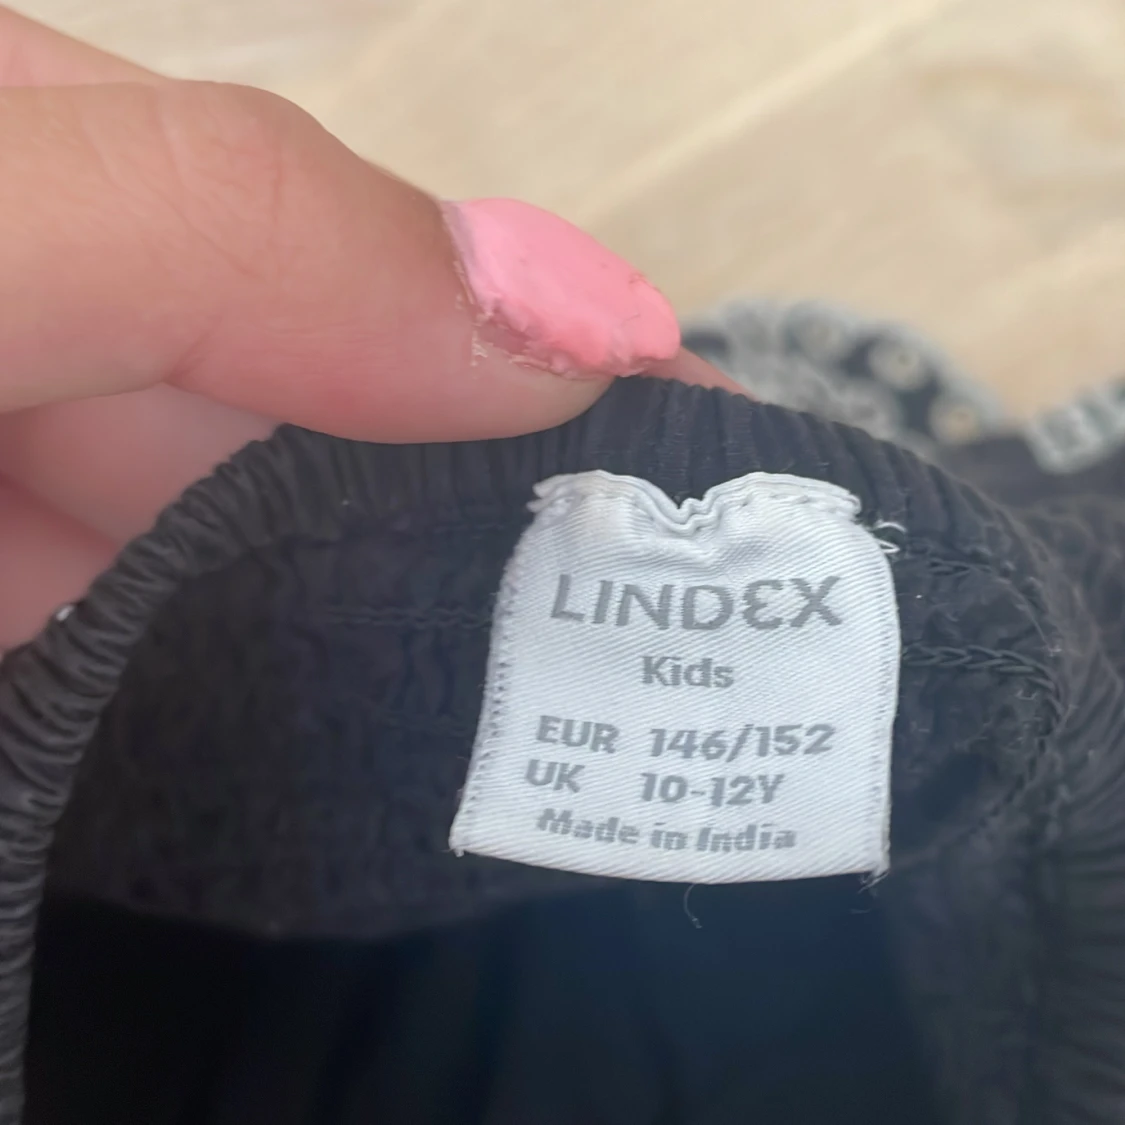 LINDEX
Kids
EUR 146/152
UK 10-12Y
Made in India